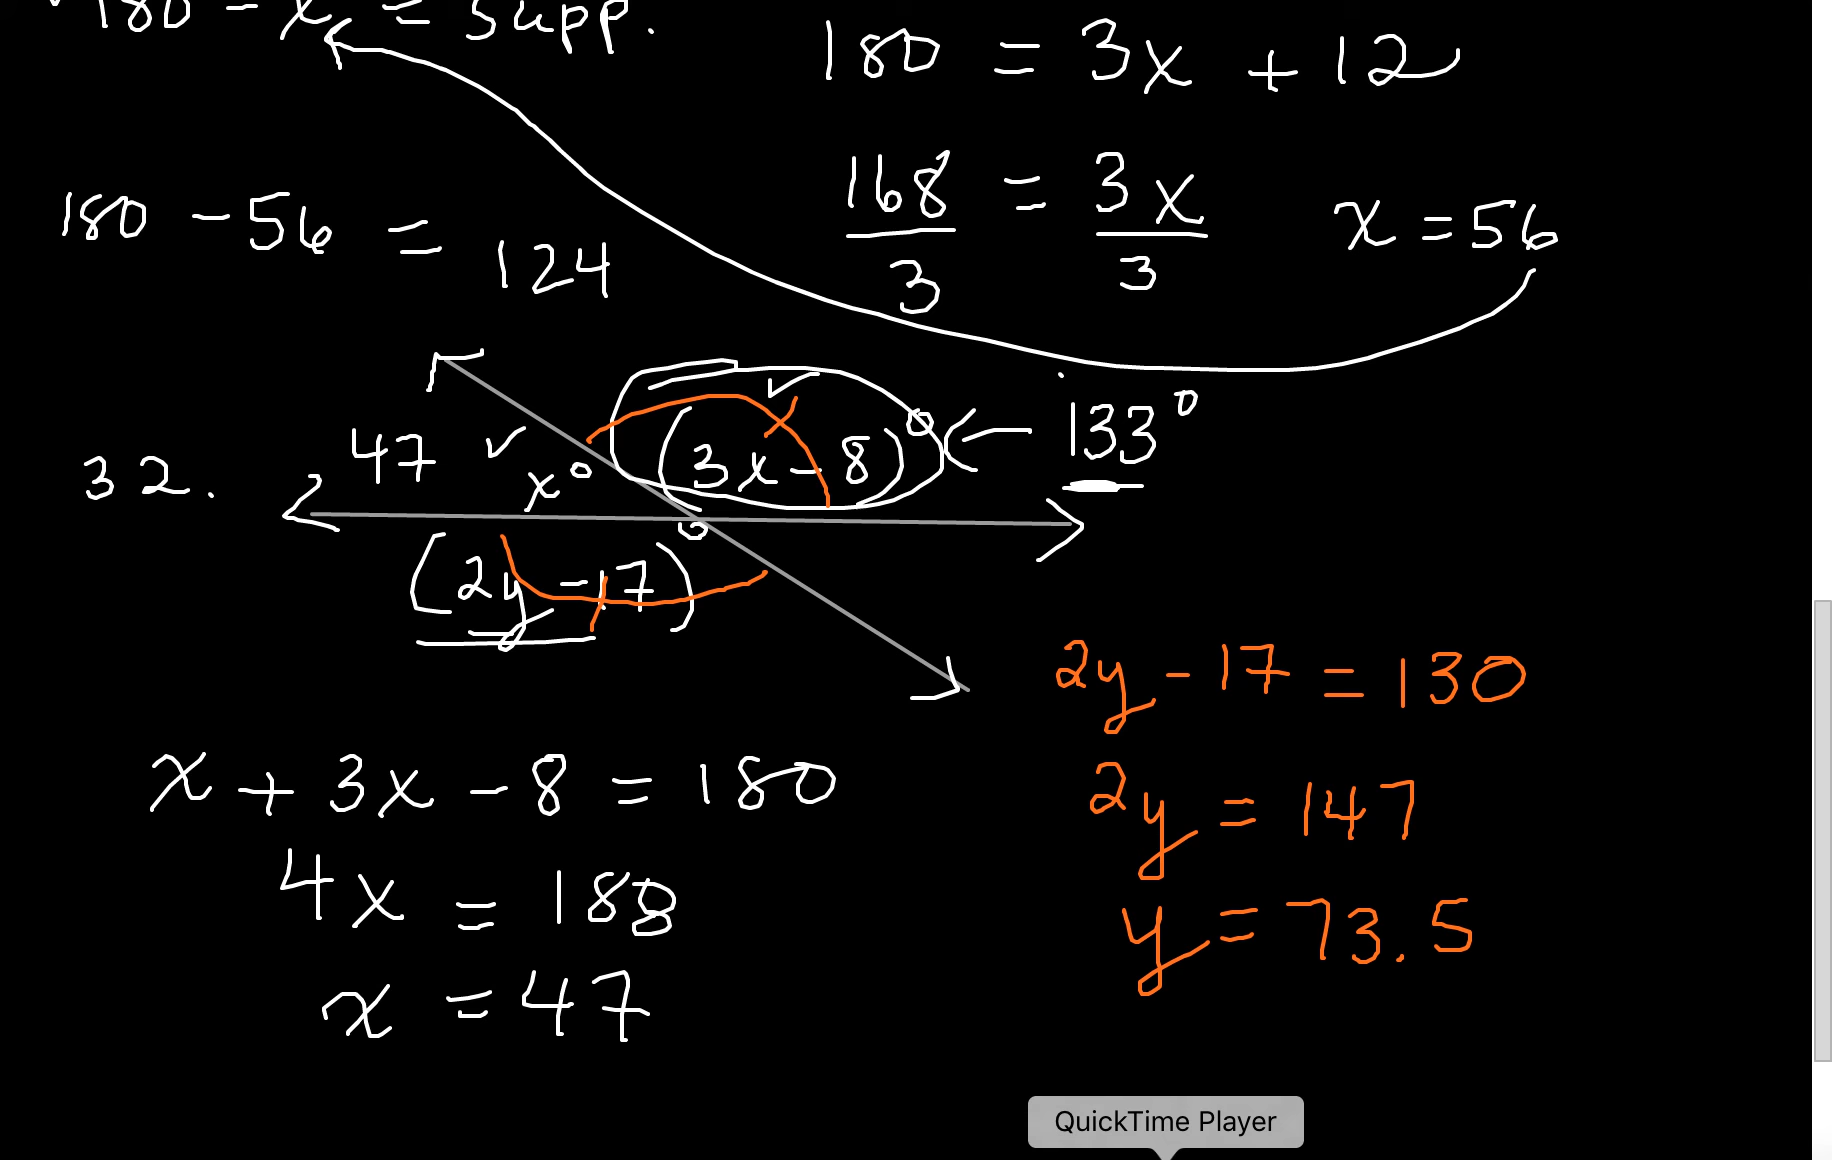 180 - x = supp.
180 = 3x + 12
168 = 3x
3 3
x = 56
180 - 56 = 124
32.
47
x°
(3x - 8)°
133°
(2y - 17)°
2y - 17 = 130
2y = 147
y = 73.5
x + 3x - 8 = 180
4x = 188
x = 47
QuickTime Player